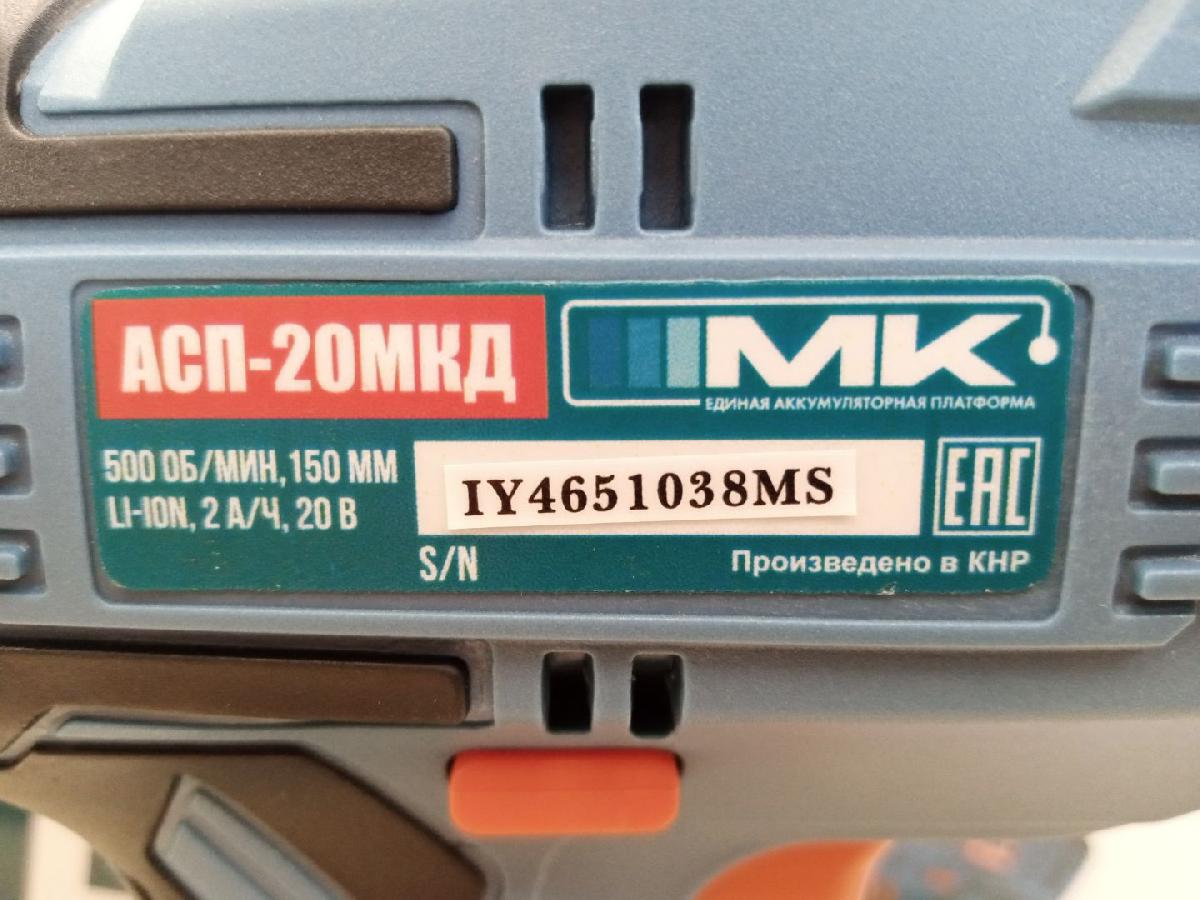 АСП-20МКД
МК
ЕДИНАЯ АККУМУЛЯТОРНАЯ ПЛАТФОРМА
500 ОБ/МИН, 150 ММ
LI-ION, 2 А/Ч, 20 В
IY4651038MS
EAC
S/N
Произведено в КНР